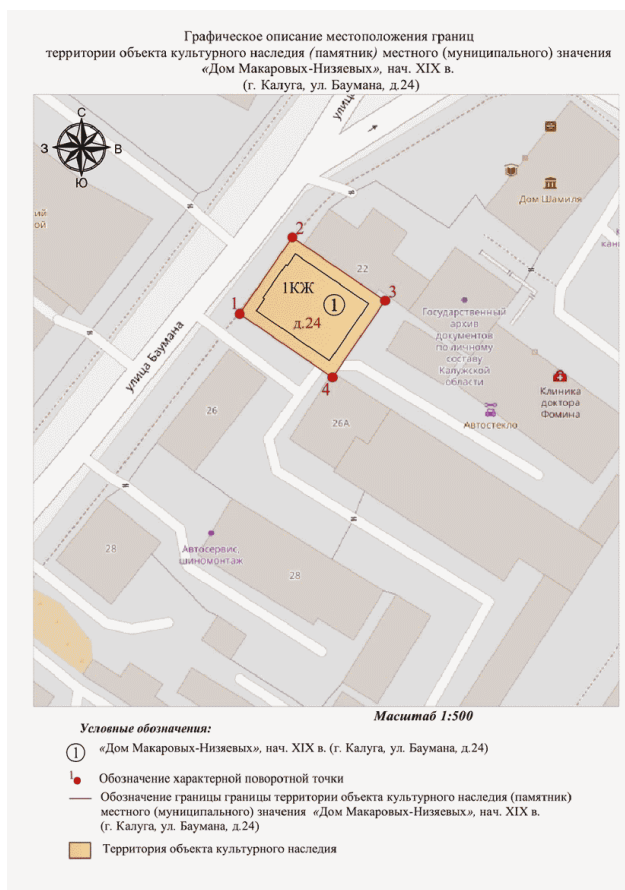 Графическое описание местоположения границ
территории объекта культурного наследия (памятник) местного (муниципального) значения
«Дом Макаровых-Низяевых», нач. XIX в.
(г. Калуга, ул. Баумана, д.24)
улица
С
З
В
Ю
Дом Шамиля
2
22
3
1КЖ
1
д.24
1
4
Государственный
архив
документов
по личному
составу
Калужской
области
Клиника
доктора
Фомина
Автостекло
улица Баумана
26
26А
28
Автосервис,
шиномонтаж
28
Масштаб 1:500
Условные обозначения:
1 «Дом Макаровых-Низяевых», нач. XIX в. (г. Калуга, ул. Баумана, д.24)
1 Обозначение характерной поворотной точки
Обозначение границы границы территории объекта культурного наследия (памятник)
местного (муниципального) значения «Дом Макаровых-Низяевых», нач. XIX в.
(г. Калуга, ул. Баумана, д.24)
Территория объекта культурного наследия